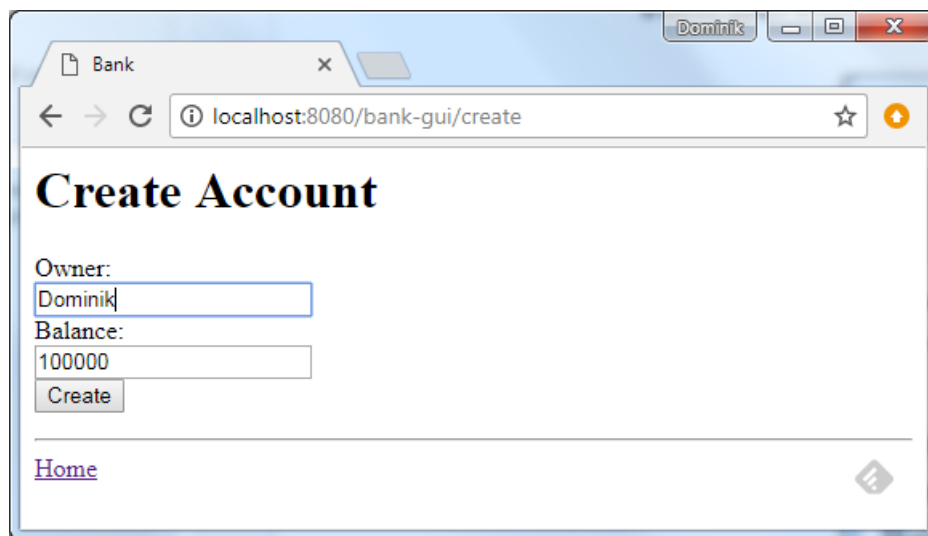 Dominik
Bank
localhost:8080/bank-gui/create
Create Account
Owner:
Dominik
Balance:
100000
Create
Home